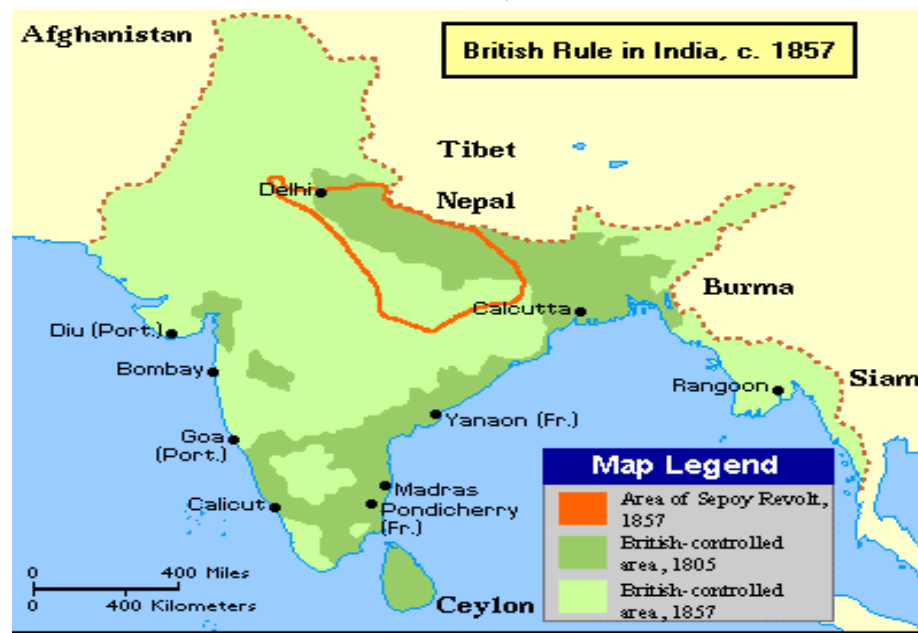 Afghanistan
British Rule in India, c. 1857
Tibet
Delhi
Nepal
Burma
Calcutta
Diu (Port.)
Bombay
Rangoon
Siam
Yanaon (Fr.)
Goa
(Port.)
Calicut
Madras
Pondicherry
(Fr.)
Ceylon
0 400 Miles
0 400 Kilometers
Map Legend
Area of Sepoy Revolt,
1857
British-controlled
area, 1805
British-controlled
area, 1857